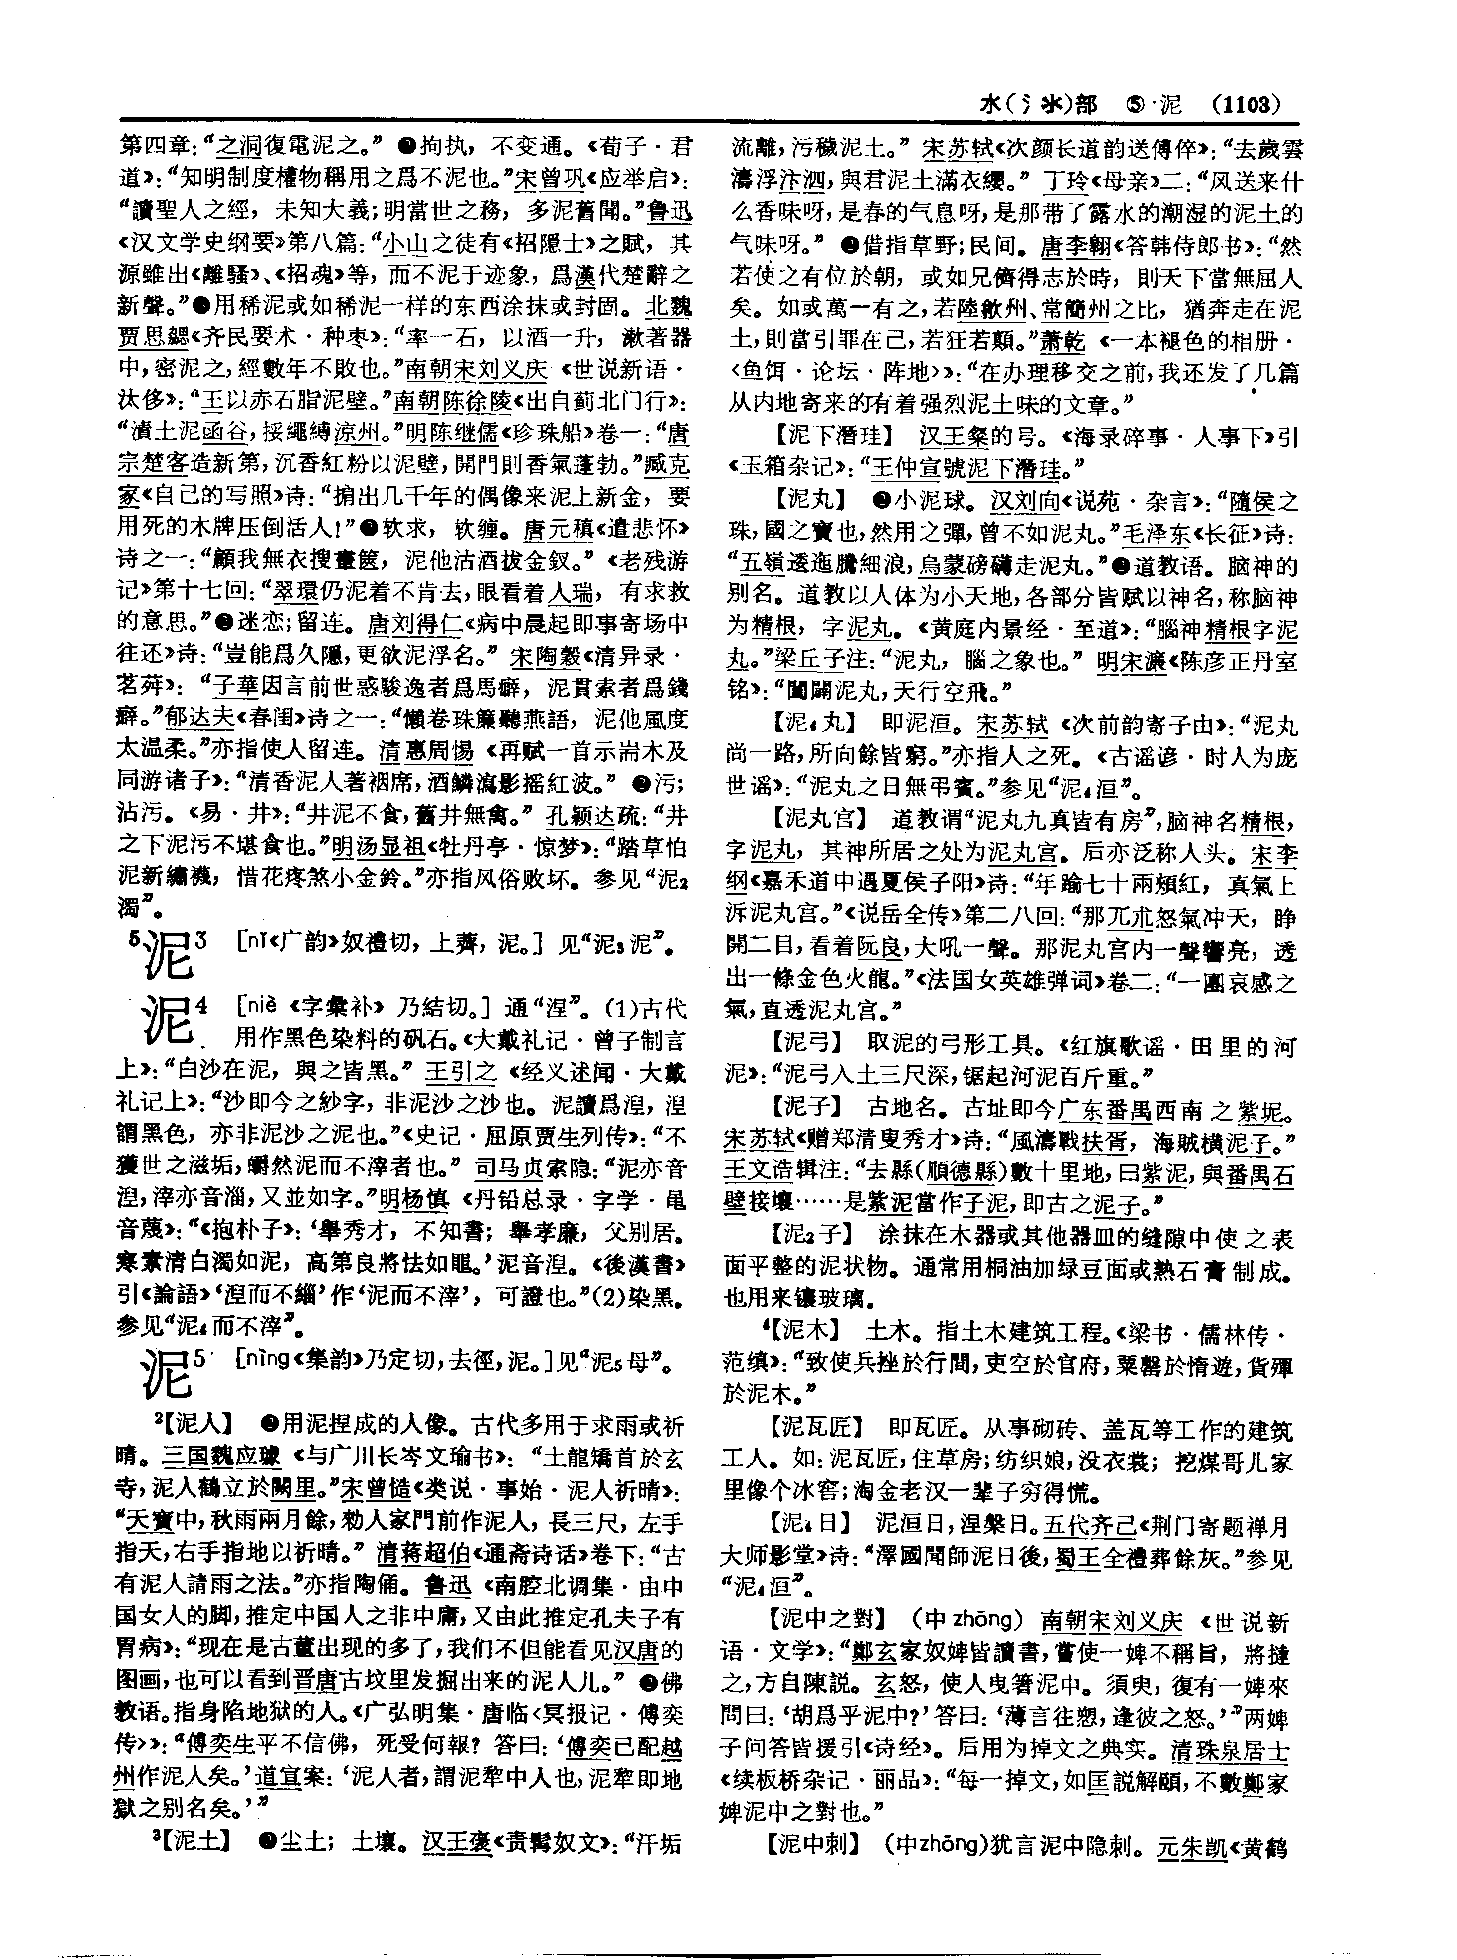 水(氵氺)部 ⑤ 泥 (1103)
第四章:“之洞復電泥之。” ❷拘执,不变通。《荀子·君
道》:“知明制度權物稱用之爲不泥也。”宋曾巩《应举启》:
“讀聖人之經,未知大義;明當世之務,多泥舊聞。”鲁迅
《汉文学史纲要》第八篇:“小山之徒有《招隱士》之賦,其
源雖出《離騷》、《招魂》等,而不泥于迹象,爲漢代楚辭之
新聲。”❸用稀泥或如稀泥一样的东西涂抹或封固。北魏
贾思勰《齐民要术·种枣》:“率一石,以酒一升,漱著器
中,密泥之,經數年不敗也。”南朝宋刘义庆《世说新语·
汰侈》:“王以赤石脂泥壁。”南朝陈徐陵《出自蓟北门行》:
“漬土泥函谷,挼繩縛涼州。”明陈继儒《珍珠船》卷一:“唐
宗楚客造新第,沉香紅粉以泥壁,開門則香氣蓬勃。”臧克
家《自己的写照》诗:“掮出几千年的偶像来泥上新金,要
用死的木牌压倒活人!”❹软求,软缠。唐元稹《遣悲怀》
诗之一:“顧我無衣搜藎篋,泥他沽酒拔金釵。”《老残游
记》第十七回:“翠環仍泥着不肯去,眼看着人瑞,有求救
的意思。”❺迷恋;留连。唐刘得仁《病中晨起即事寄场中
往还》诗:“豈能爲久隱,更欲泥浮名。” 宋陶穀《清异录·
茗荈》:“子華因言前世惑駿逸者爲馬癖,泥貫索者爲錢
癖。”郁达夫《春闺》诗之一:“懶卷珠簾聽燕語,泥他風度
太温柔。”亦指使人留连。清惠周惕《再赋一首示耑木及
同游诸子》:“清香泥人著裀席,酒鱗瀉影摇紅波。” ❻污;
沾污。《易·井》:“井泥不食,舊井無禽。” 孔颖达疏:“井
之下泥污不堪食也。”明汤显祖《牡丹亭·惊梦》:“踏草怕
泥新繡襪,惜花疼煞小金鈴。”亦指风俗败坏。参见“泥₂
濁”。
⁵泥³ [nǐ《广韵》奴禮切,上薺,泥。] 见“泥₃泥”。
泥⁴ [niè《字彙补》乃結切。] 通“涅”。(1)古代
用作黑色染料的矾石。《大戴礼记·曾子制言
上》:“白沙在泥,與之皆黑。” 王引之《经义述闻·大戴
礼记上》:“沙即今之紗字,非泥沙之沙也。泥讀爲涅,涅
謂黑色,亦非泥沙之泥也。”《史记·屈原贾生列传》:“不
獲世之滋垢,皭然泥而不滓者也。” 司马贞索隐:“泥亦音
涅,滓亦音淄,又並如字。”明杨慎《丹铅总录·字学·黾
音蔑》:“《抱朴子》:‘舉秀才,不知書;舉孝廉,父别居。
寒素清白濁如泥,高第良將怯如黽。’泥音涅。《後漢書》
引《論語》‘涅而不緇’作‘泥而不滓’,可證也。”(2)染黑。
参见“泥₄而不滓”。
泥⁵ [nìng《集韵》乃定切,去徑,泥。]见“泥₅母”。
²【泥人】 ❶用泥捏成的人像。古代多用于求雨或祈
晴。三国魏应璩《与广川长岑文瑜书》:“土龍矯首於玄
寺,泥人鶴立於闕里。”宋曾慥《类说·事始·泥人祈晴》:
“天寶中,秋雨兩月餘,勑人家門前作泥人,長三尺,左手
指天,右手指地以祈晴。” 清蒋超伯《通斋诗话》卷下:“古
有泥人請雨之法。”亦指陶俑。鲁迅《南腔北调集·由中
国女人的脚,推定中国人之非中庸,又由此推定孔夫子有
胃病》:“现在是古董出现的多了,我们不但能看见汉唐的
图画,也可以看到晋唐古坟里发掘出来的泥人儿。” ❷佛
教语。指身陷地狱的人。《广弘明集·唐临〈冥报记·傅奕
传〉》:“傅奕生平不信佛,死受何報? 答曰:‘傅奕已配越
州作泥人矣。’道宣案:‘泥人者,謂泥犂中人也,泥犂即地
獄之别名矣。’”
³【泥土】 ❶尘土;土壤。汉王褒《责髯奴文》:“汗垢
流離,污穢泥土。” 宋苏轼《次颜长道韵送傅倅》:“去歲雲
濤浮汴泗,與君泥土滿衣纓。” 丁玲《母亲》二:“风送来什
么香味呀,是春的气息呀,是那带了露水的潮湿的泥土的
气味呀。” ❷借指草野;民间。唐李翱《答韩侍郎书》:“然
若使之有位於朝,或如兄儕得志於時,則天下當無屈人
矣。如或萬一有之,若陸歙州、常簡州之比,猶奔走在泥
土,則當引罪在己,若狂若顛。”萧乾《一本褪色的相册·
〈鱼饵·论坛·阵地〉》:“在办理移交之前,我还发了几篇
从内地寄来的有着强烈泥土味的文章。”
【泥下潛珪】 汉王粲的号。《海录碎事·人事下》引
《玉箱杂记》:“王仲宣號泥下潛珪。”
【泥丸】 ❶小泥球。汉刘向《说苑·杂言》:“隨侯之
珠,國之寶也,然用之彈,曾不如泥丸。”毛泽东《长征》诗:
“五嶺逶迤騰細浪,烏蒙磅礴走泥丸。”❷道教语。脑神的
别名。道教以人体为小天地,各部分皆赋以神名,称脑神
为精根,字泥丸。《黄庭内景经·至道》:“腦神精根字泥
丸。”梁丘子注:“泥丸,腦之象也。” 明宋濂《陈彦正丹室
铭》:“闔闢泥丸,天行空飛。”
【泥₄丸】 即泥洹。宋苏轼《次前韵寄子由》:“泥丸
尚一路,所向餘皆窮。”亦指人之死。《古谣谚·时人为庞
世谣》:“泥丸之日無弔賓。”参见“泥₄洹”。
【泥丸宫】 道教谓“泥丸九真皆有房”,脑神名精根,
字泥丸,其神所居之处为泥丸宫。后亦泛称人头。宋李
纲《嘉禾道中遇夏侯子阳》诗:“年踰七十兩頰紅,真氣上
泝泥丸宫。”《说岳全传》第二八回:“那兀朮怒氣冲天,睁
開二目,看着阮良,大吼一聲。那泥丸宫内一聲響亮,透
出一條金色火龍。”《法国女英雄弹词》卷二:“一團哀感之
氣,直透泥丸宫。”
【泥弓】 取泥的弓形工具。《红旗歌谣·田里的河
泥》:“泥弓入土三尺深,锯起河泥百斤重。”
【泥子】 古地名。古址即今广东番禺西南之紫坭。
宋苏轼《赠郑清叟秀才》诗:“風濤戰扶胥,海賊横泥子。”
王文诰辑注:“去縣(順德縣)數十里地,曰紫泥,與番禺石
壁接壤……是紫泥當作子泥,即古之泥子。”
【泥₂子】 涂抹在木器或其他器皿的缝隙中使之表
面平整的泥状物。通常用桐油加绿豆面或熟石膏制成。
也用来镶玻璃。
⁴【泥木】 土木。指土木建筑工程。《梁书·儒林传·
范缜》:“致使兵挫於行間,吏空於官府,粟罄於惰遊,貨殫
於泥木。”
【泥瓦匠】 即瓦匠。从事砌砖、盖瓦等工作的建筑
工人。如:泥瓦匠,住草房;纺织娘,没衣裳;挖煤哥儿家
里像个冰窖;淘金老汉一辈子穷得慌。
【泥₄日】 泥洹日,涅槃日。五代齐己《荆门寄题禅月
大师影堂》诗:“澤國聞師泥日後,蜀王全禮葬餘灰。”参见
“泥₄洹”。
【泥中之對】 (中zhōng) 南朝宋刘义庆《世说新
语·文学》:“鄭玄家奴婢皆讀書,嘗使一婢不稱旨,將撻
之,方自陳説。玄怒,使人曳箸泥中。須臾,復有一婢來
問曰:‘胡爲乎泥中?’答曰:‘薄言往愬,逢彼之怒。’”两婢
子问答皆援引《诗经》。后用为掉文之典实。清珠泉居士
《续板桥杂记·丽品》:“每一掉文,如匡説解頤,不數鄭家
婢泥中之對也。”
【泥中刺】 (中zhōng)犹言泥中隐刺。元朱凯《黄鹤